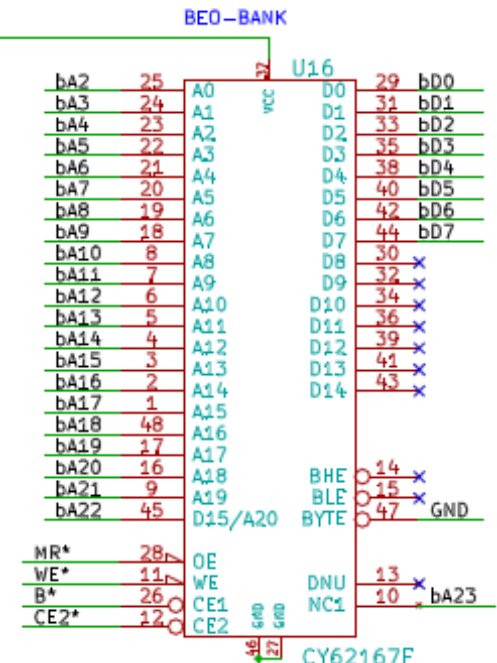 BE0-BANK
U16
37
VCC
bA2 25 A0 D0 29 bD0
bA3 24 A1 D1 31 bD1
bA4 23 A2 D2 33 bD2
bA5 22 A3 D3 35 bD3
bA6 21 A4 D4 38 bD4
bA7 20 A5 D5 40 bD5
bA8 19 A6 D6 42 bD6
bA9 18 A7 D7 44 bD7
bA10 8 A8 D8 30
bA11 7 A9 D9 32
bA12 6 A10 D10 34
bA13 5 A11 D11 36
bA14 4 A12 D12 39
bA15 3 A13 D13 41
bA16 2 A14 D14 43
bA17 1 A15
bA18 48 A16
bA19 17 A17
bA20 16 A18 BHE 14
bA21 9 A19 BLE 15
bA22 45 D15/A20 BYTE 47 GND
MR* 28 OE
WE* 11 WE DNU 13
B* 26 CE1 NC1 10 bA23
CE2* 12 CE2
GND GND
46 27
CY62167E